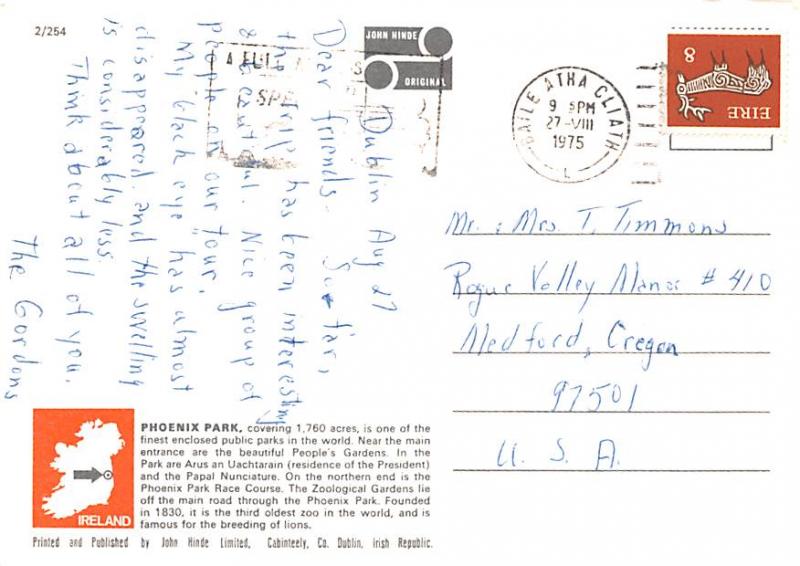 2/254
JOHN HINDE
ORIGINAL
Dublin Aug 27
Dear friends - So far,
the trip has been interesting
& beautiful. Nice group of
people on our tour.
My black eye has almost
disappeared and the swelling
is considerably less.
Think about all of you.
The Gordons
BAILE ÁTHA CLIATH
9 PM
27-VIII
1975
L
8
EIRE
Mr. & Mrs. T. Timmons
Rogue Valley Manor # 410
Medford, Oregon
97501
U. S. A.
IRELAND
PHOENIX PARK, covering 1,760 acres, is one of the
finest enclosed public parks in the world. Near the main
entrance are the beautiful People's Gardens. In the
Park are Arus an Uachtarain (residence of the President)
and the Papal Nunciature. On the northern end is the
Phoenix Park Race Course. The Zoological Gardens lie
off the main road through the Phoenix Park. Founded
in 1830, it is the third oldest zoo in the world, and is
famous for the breeding of lions.
Printed and Published by John Hinde Limited, Cabinteely, Co. Dublin, Irish Republic.